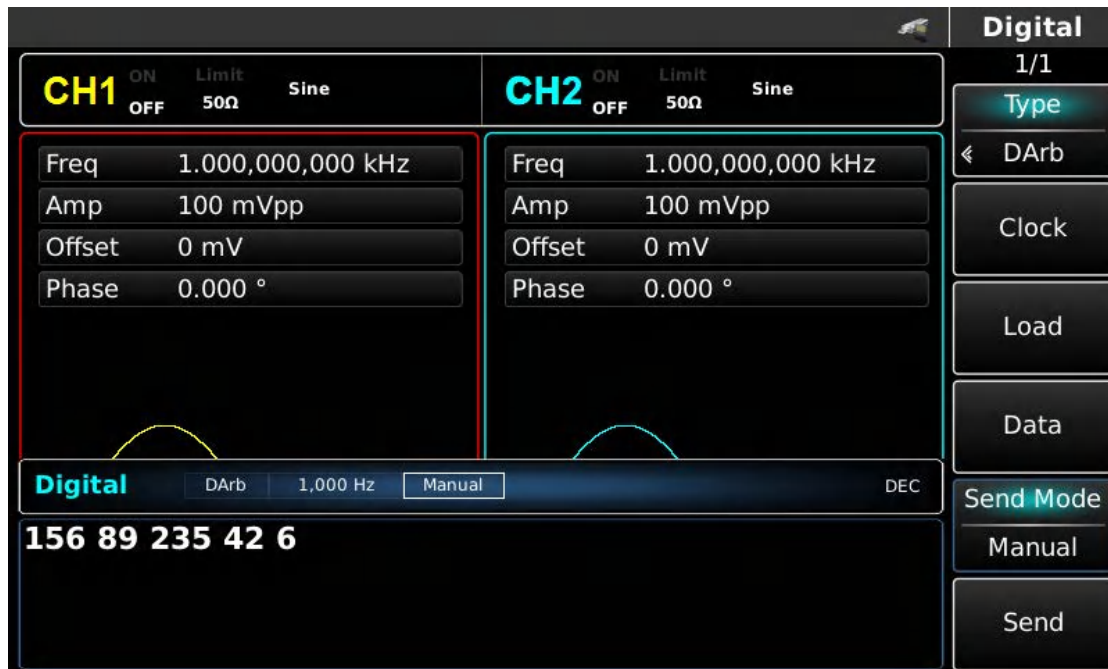 Digital
1/1
CH1 ON OFF Limit 50Ω Sine
CH2 ON OFF Limit 50Ω Sine
Type
DArb
Freq 1.000,000,000 kHz
Amp 100 mVpp
Offset 0 mV
Phase 0.000 °
Freq 1.000,000,000 kHz
Amp 100 mVpp
Offset 0 mV
Phase 0.000 °
Clock
Load
Data
Digital DArb 1,000 Hz Manual DEC
156 89 235 42 6
Send Mode
Manual
Send